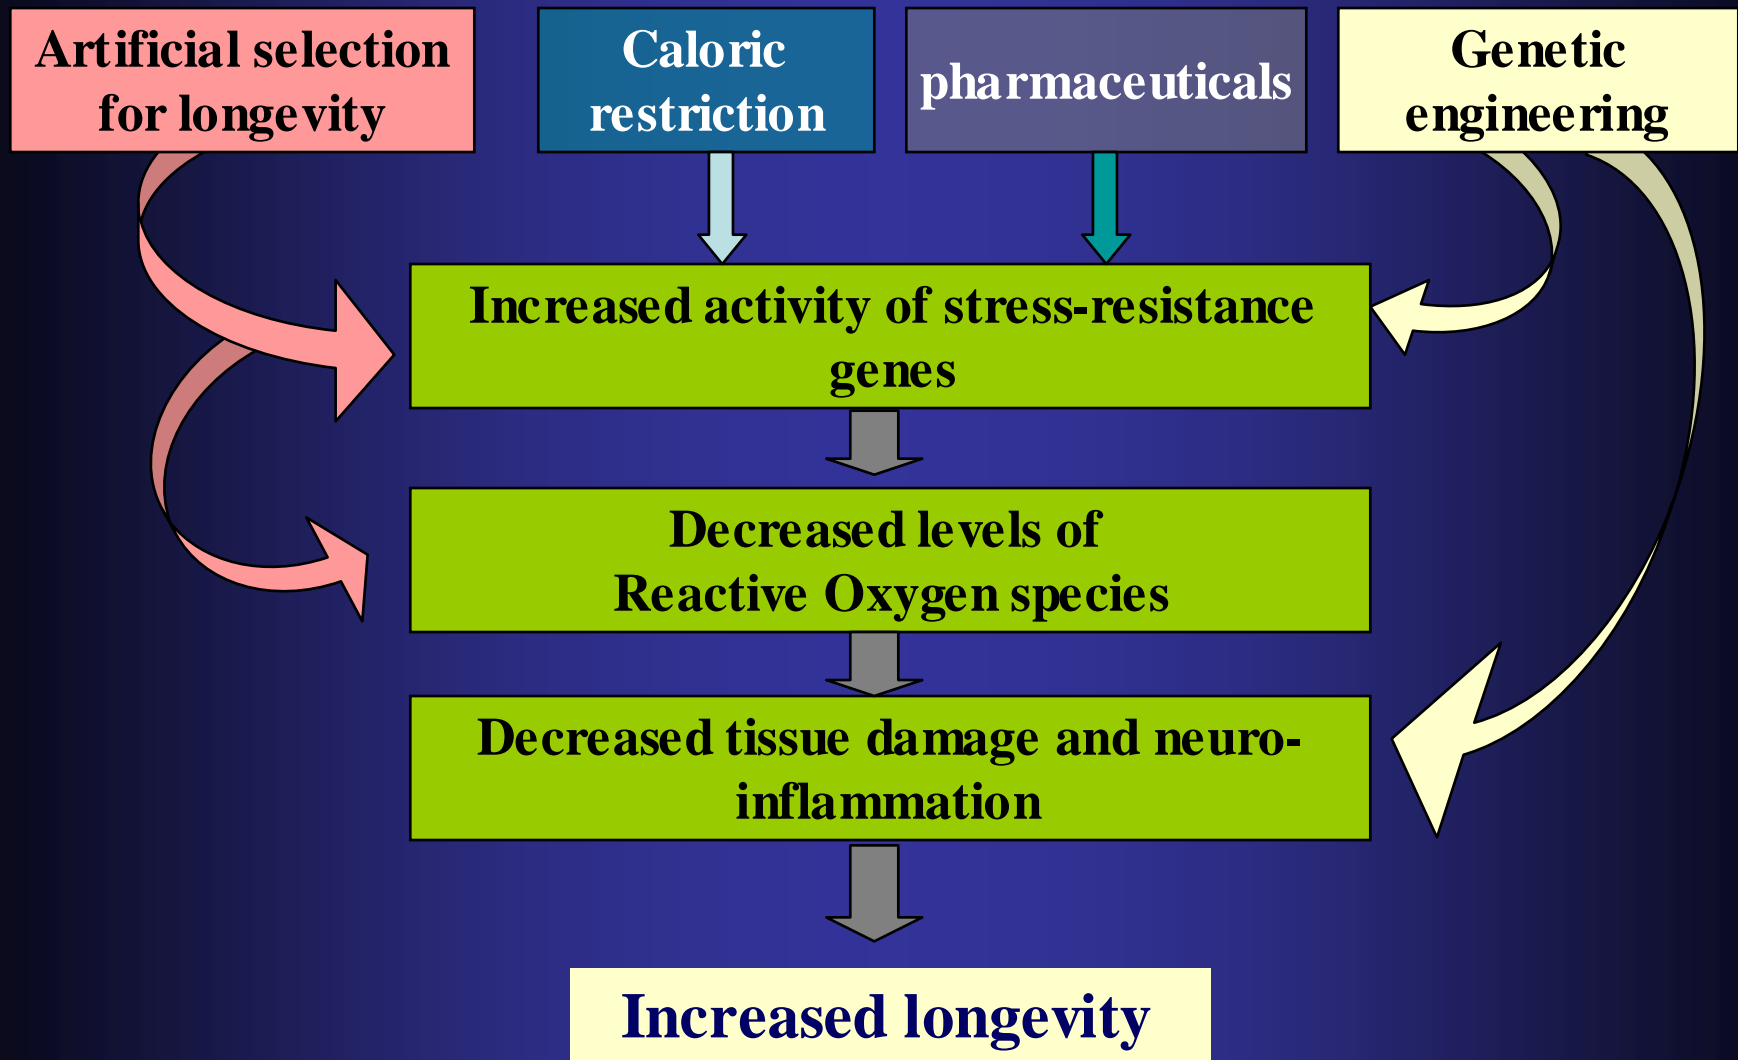 Artificial selection
for longevity
Caloric
restriction
pharmaceuticals
Genetic
engineering
Increased activity of stress-resistance
genes
Decreased levels of
Reactive Oxygen species
Decreased tissue damage and neuro-
inflammation
Increased longevity